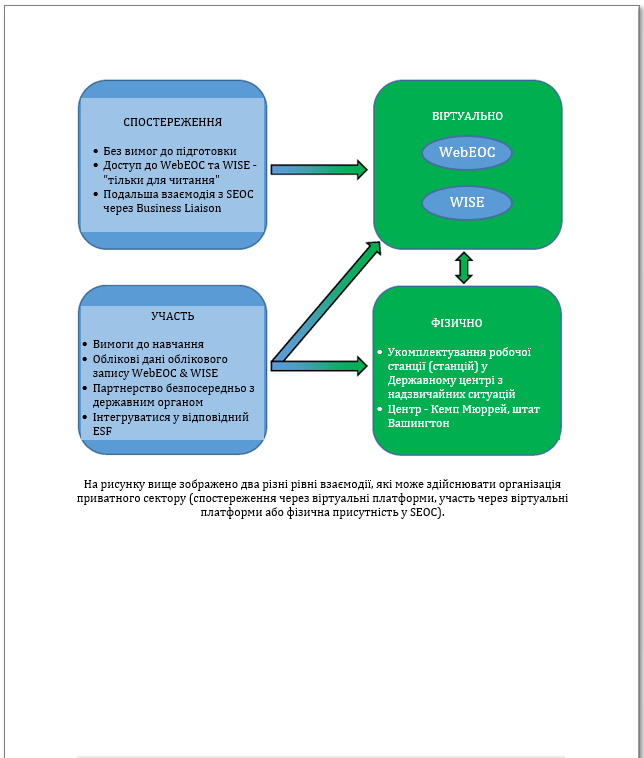 СПОСТЕРЕЖЕННЯ
• Без вимог до підготовки
• Доступ до WebEOC та WISE -
"тільки для читання"
• Подальша взаємодія з SEOC
через Business Liaison
ВІРТУАЛЬНО
WebEOC
WISE
УЧАСТЬ
• Вимоги до навчання
• Облікові дані облікового
запису WebEOC & WISE
• Партнерство безпосередньо з
державним органом
• Інтегруватися у відповідний
ESF
ФІЗИЧНО
• Укомплектування робочої
станції (станцій) у
Державному центрі з
надзвичайних ситуацій
• Центр - Кемп Мюррей, штат
Вашингтон
На рисунку вище зображено два різні рівні взаємодії, які може здійснювати організація
приватного сектору (спостереження через віртуальні платформи, участь через віртуальні
платформи або фізична присутність у SEOC).